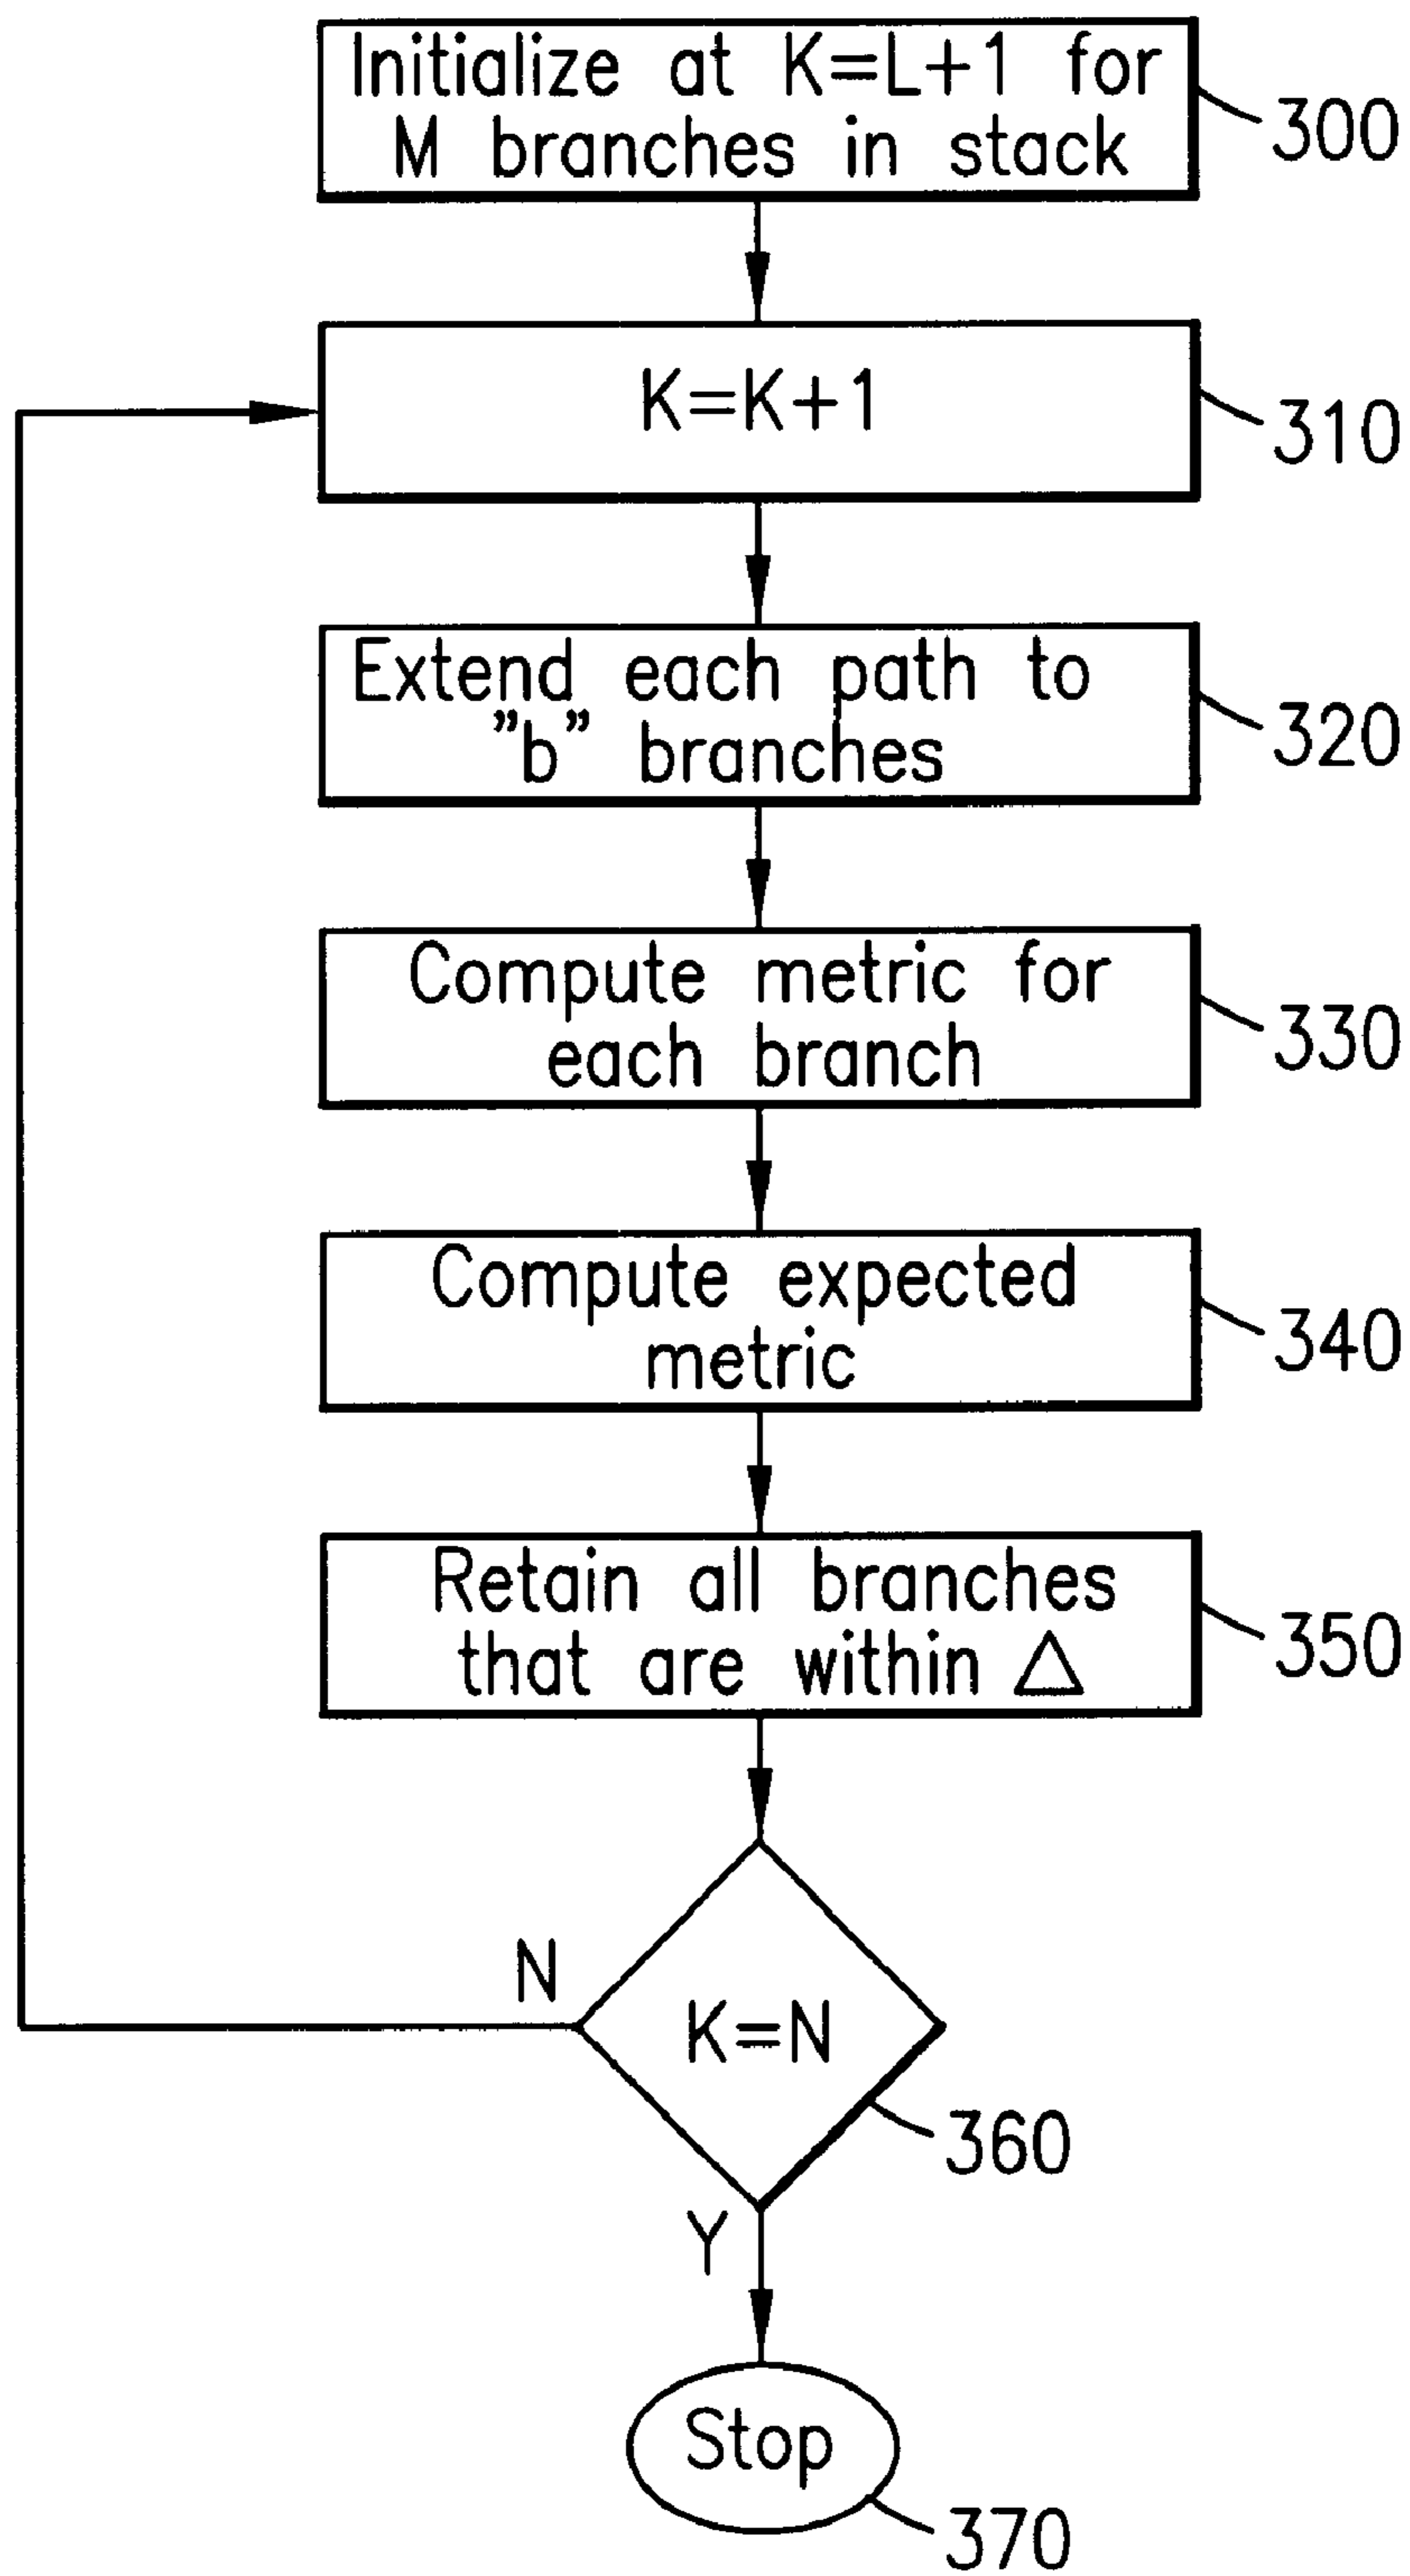 Initialize at K=L+1 for
M branches in stack
300
K=K+1
310
Extend each path to
"b" branches
320
Compute metric for
each branch
330
Compute expected
metric
340
Retain all branches
that are within △
350
N
K=N
360
Y
Stop
370